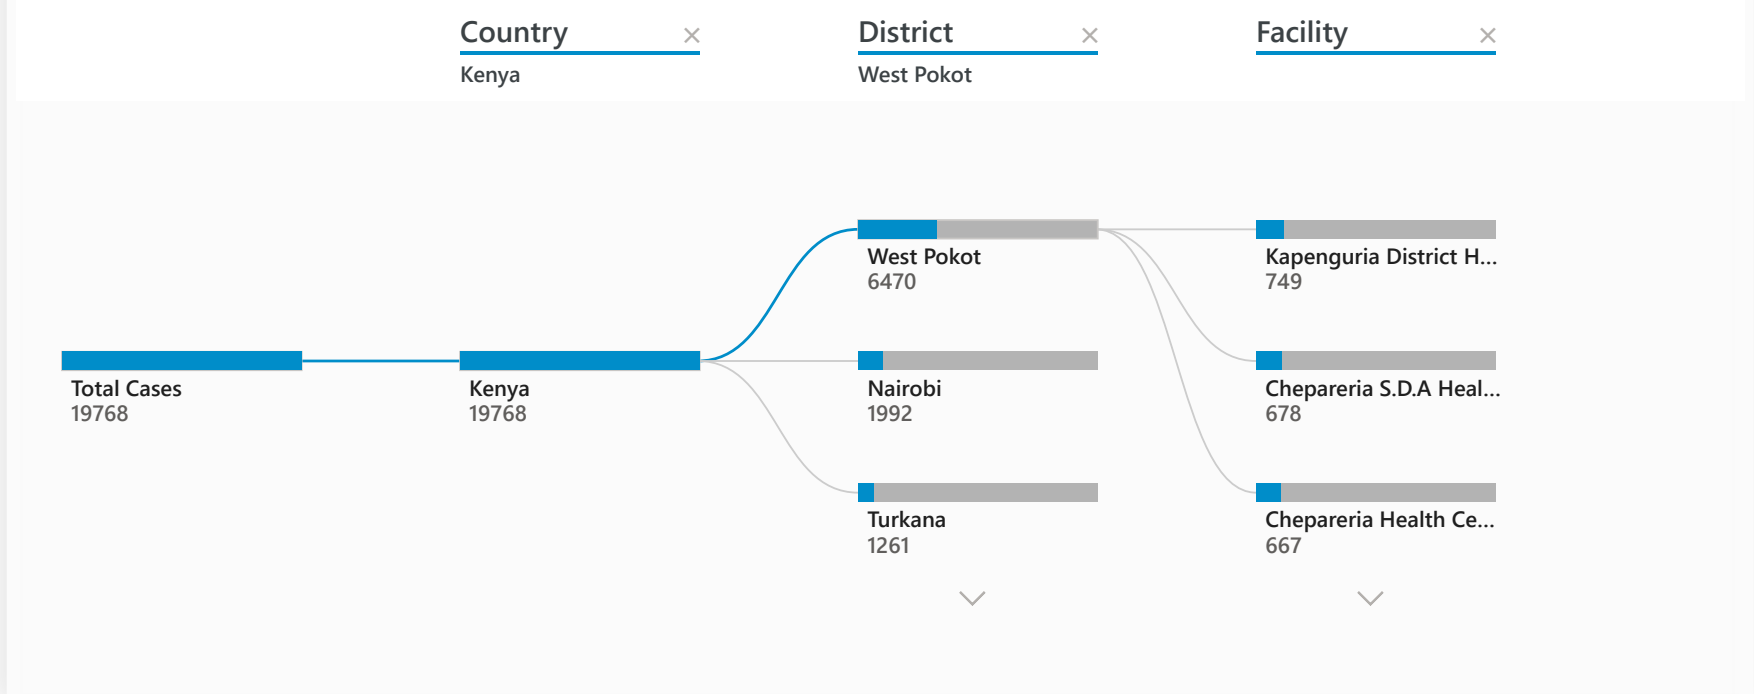 Country
District
Facility
Kenya
West Pokot
Total Cases
19768
Kenya
19768
West Pokot
6470
Nairobi
1992
Turkana
1261
Kapenguria District H...
749
Chepareria S.D.A Heal...
678
Chepareria Health Ce...
667